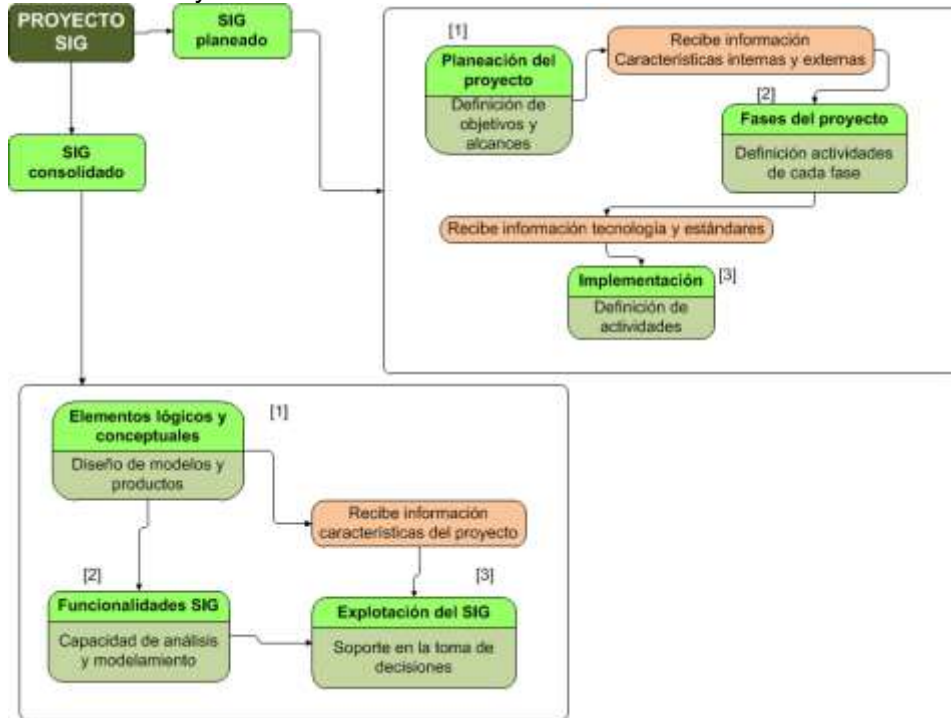 PROYECTO
SIG
SIG
planeado
SIG
consolidado
[1]
Planeación del
proyecto
Definición de
objetivos y
alcances
Recibe información
Características internas y externas
[2]
Fases del proyecto
Definición actividades
de cada fase
Recibe información tecnología y estándares
Implementación
[3]
Definición de
actividades
Elementos lógicos y
conceptuales
[1]
Diseño de modelos y
productos
Recibe información
características del proyecto
[2]
Funcionalidades SIG
Capacidad de análisis
y modelamiento
[3]
Explotación del SIG
Soporte en la toma de
decisiones